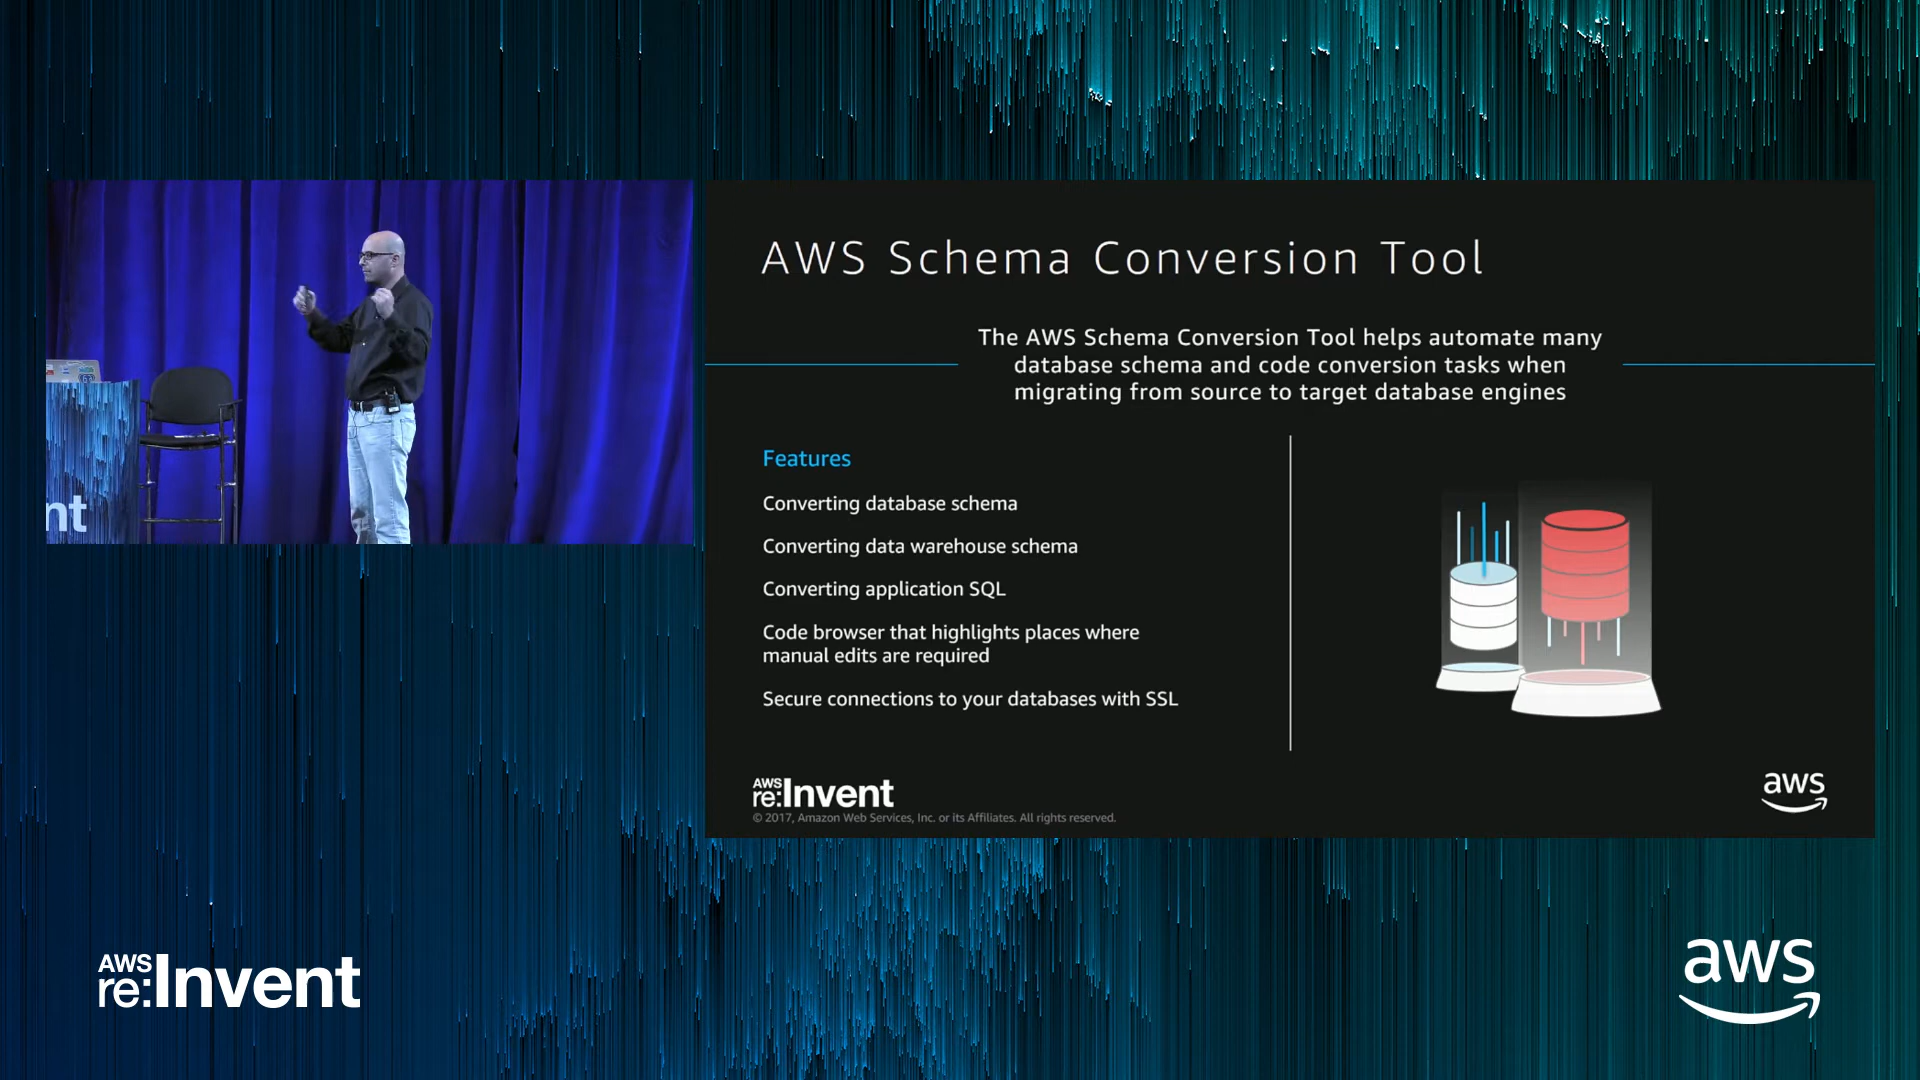 AWS Schema Conversion Tool
The AWS Schema Conversion Tool helps automate many
database schema and code conversion tasks when
migrating from source to target database engines
Features
Converting database schema
Converting data warehouse schema
Converting application SQL
Code browser that highlights places where
manual edits are required
Secure connections to your databases with SSL
AWS
re:Invent
© 2017, Amazon Web Services, Inc. or its Affiliates. All rights reserved.
aws
nt
AWS
re:Invent
aws